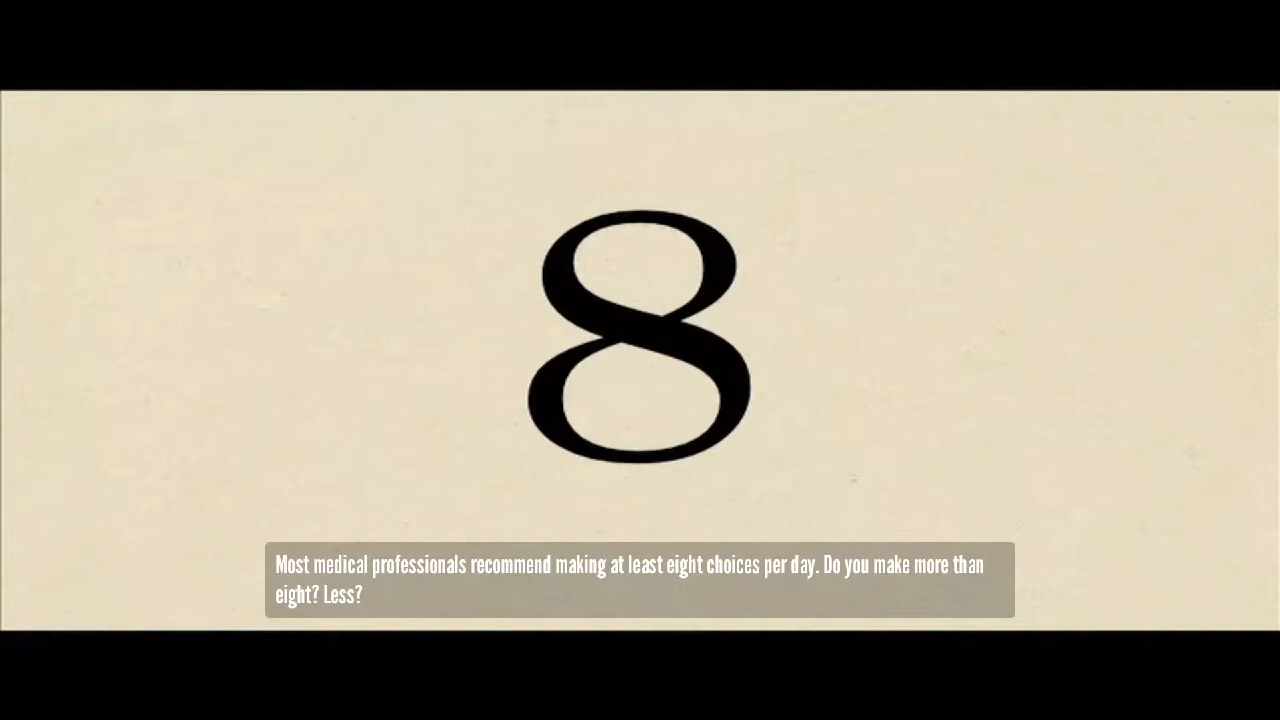 8
Most medical professionals recommend making at least eight choices per day. Do you make more than
eight? Less?